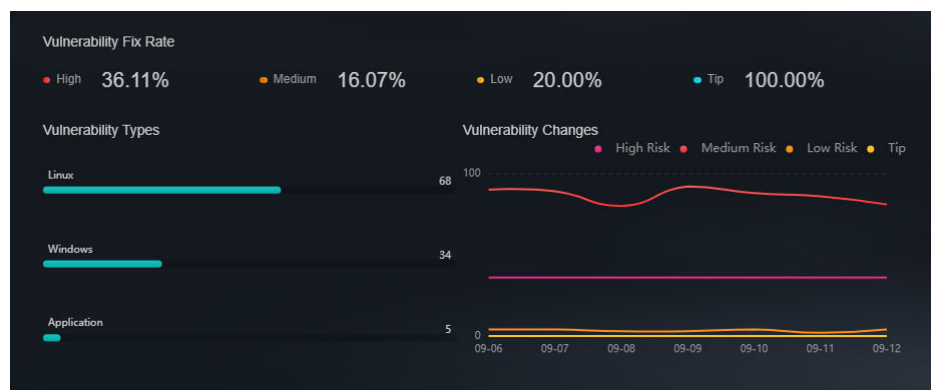 Vulnerability Fix Rate
High 36.11% Medium 16.07% Low 20.00% Tip 100.00%
Vulnerability Types
Linux 68
Windows 34
Application 5
Vulnerability Changes
High Risk Medium Risk Low Risk Tip
100
0
09-06 09-07 09-08 09-09 09-10 09-11 09-12